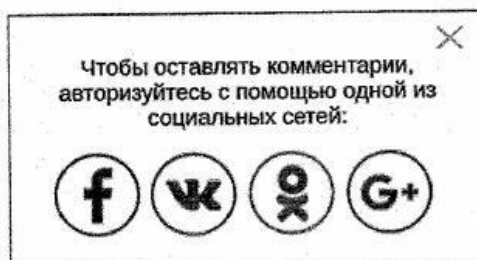 Чтобы оставлять комментарии,
авторизуйтесь с помощью одной из
социальных сетей:
f
G+